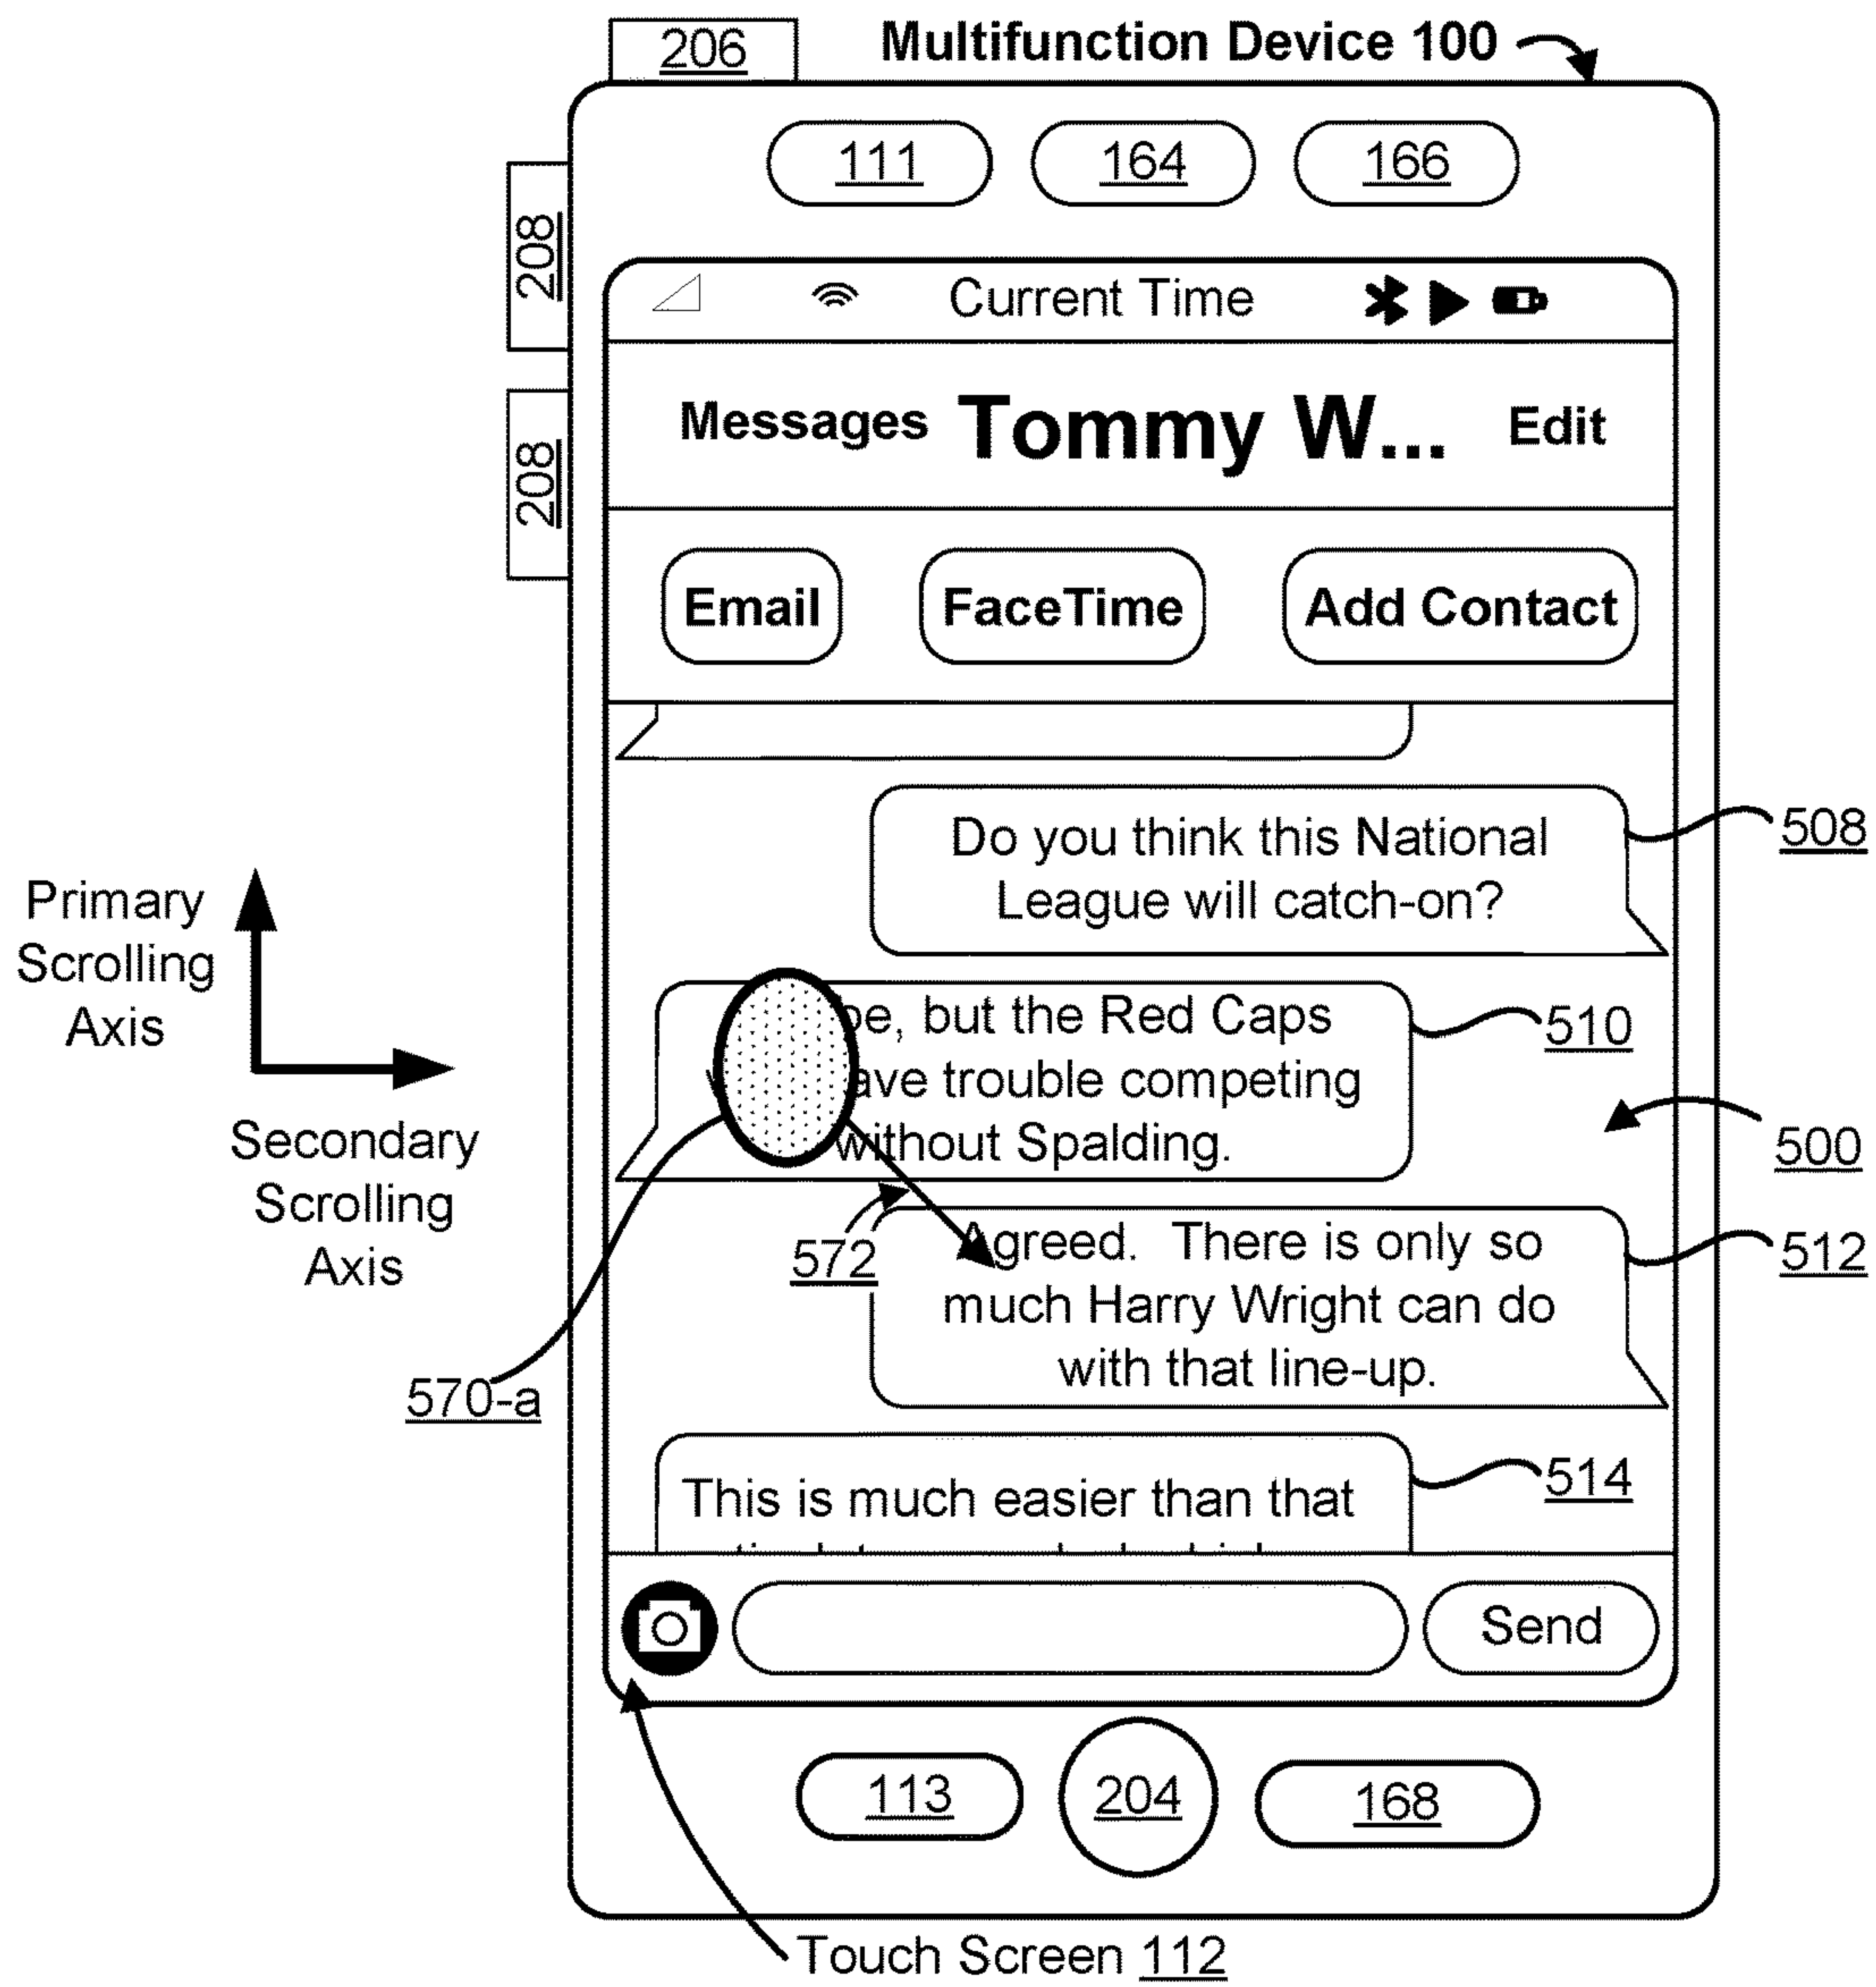 206
Multifunction Device 100
111
164
166
208
208
Current Time
Messages
Tommy W...
Edit
Email
FaceTime
Add Contact
Do you think this National
League will catch-on?
508
Primary
Scrolling
Axis
Secondary
Scrolling
Axis
but the Red Caps
trouble competing
without Spalding.
510
500
572
Agreed. There is only so
much Harry Wright can do
with that line-up.
512
570-a
This is much easier than that
514
Send
113
204
168
Touch Screen 112